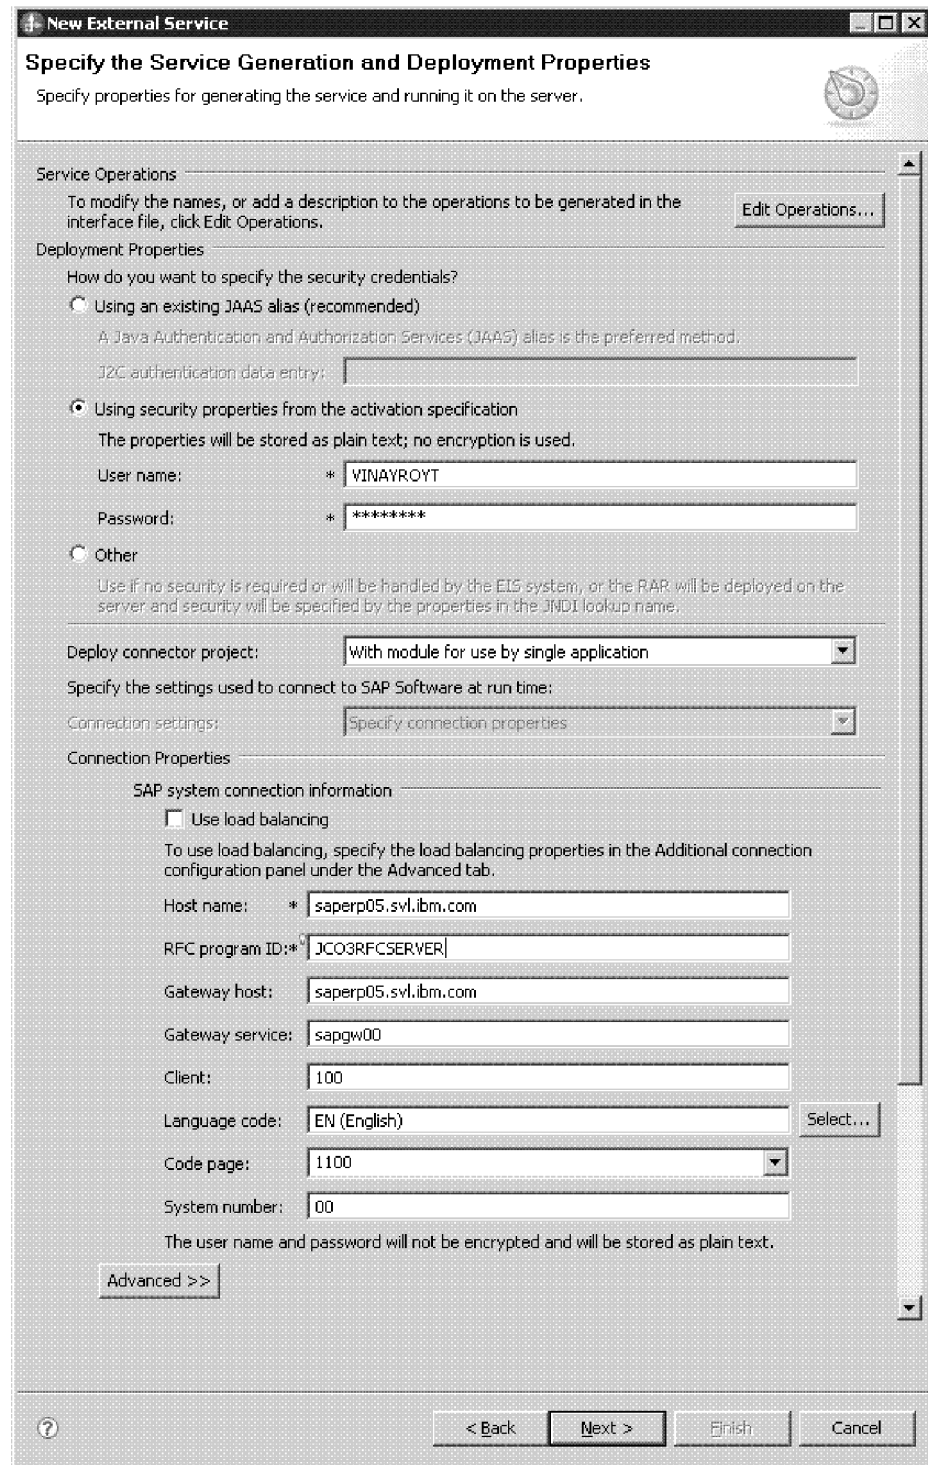 New External Service
Specify the Service Generation and Deployment Properties
Specify properties for generating the service and running it on the server.
Service Operations
To modify the names, or add a description to the operations to be generated in the
interface file, click Edit Operations.
Edit Operations...
Deployment Properties
How do you want to specify the security credentials?
Using an existing JAAS alias (recommended)
A Java Authentication and Authorization Services (JAAS) alias is the preferred method.
J2C authentication data entry:
Using security properties from the activation specification
The properties will be stored as plain text; no encryption is used.
User name: * VINAYROYT
Password: * ********
Other
Use if no security is required or will be handled by the EIS system, or the RAR will be deployed on the
server and security will be specified by the properties in the JNDI lookup name.
Deploy connector project: With module for use by single application
Specify the settings used to connect to SAP Software at run time:
Connection settings: Specify connection properties
Connection Properties
SAP system connection information
Use load balancing
To use load balancing, specify the load balancing properties in the Additional connection
configuration panel under the Advanced tab.
Host name: * saperp05.svl.ibm.com
RFC program ID:* JCO3RFCSERVER
Gateway host: saperp05.svl.ibm.com
Gateway service: sapgw00
Client: 100
Language code: EN (English) Select...
Code page: 1100
System number: 00
The user name and password will not be encrypted and will be stored as plain text.
Advanced >>
? < Back Next > Finish Cancel